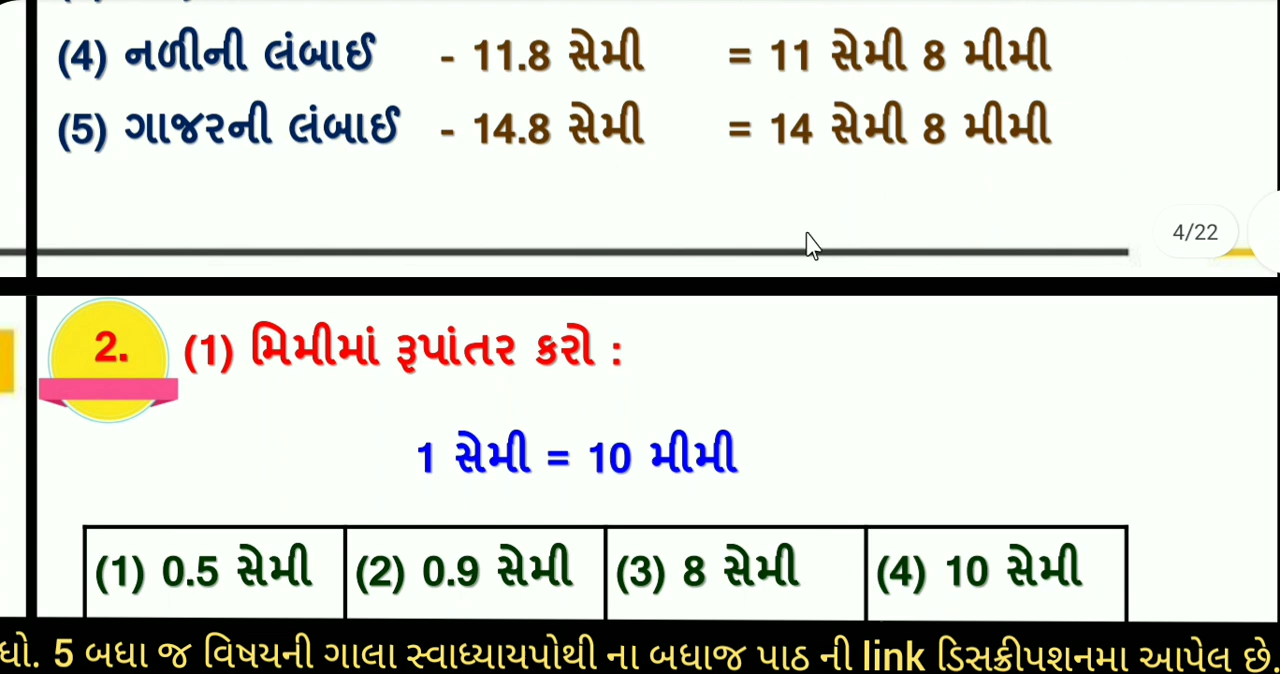 (4) નળીની લંબાઈ - 11.8 સેમી = 11 સેમી 8 મીમી
(5) ગાજરની લંબાઈ - 14.8 સેમી = 14 સેમી 8 મીમી
4/22
2. (1) મિમીમાં રૂપાંતર કરો :
1 સેમી = 10 મીમી
(1) 0.5 સેમી (2) 0.9 સેમી (3) 8 સેમી (4) 10 સેમી
ધો. 5 બધા જ વિષયની ગાલા સ્વાધ્યાયપોથી ના બધાજ પાઠ ની link ડિસક્રીપશનમા આપેલ છે.